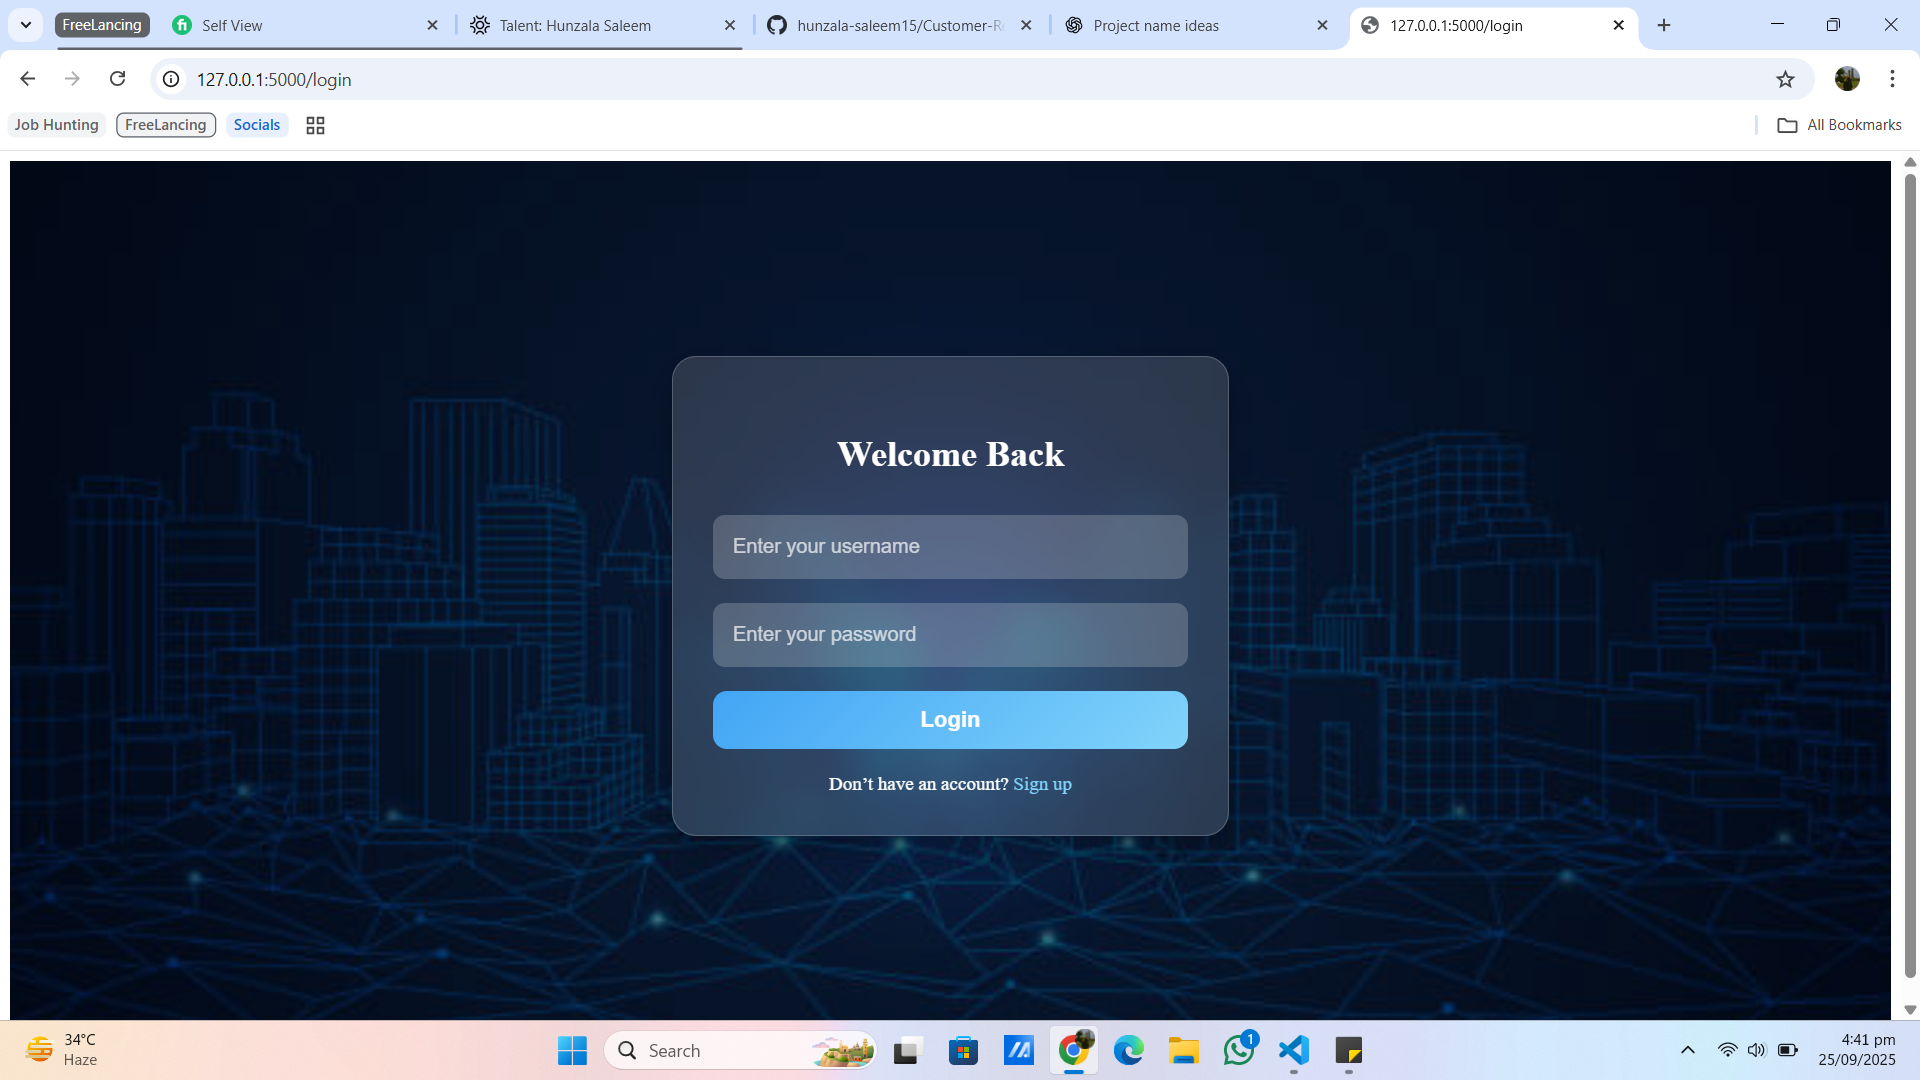 FreeLancing
Self View
Talent: Hunzala Saleem
hunzala-saleem15/Customer-R
Project name ideas
127.0.0.1:5000/login
127.0.0.1:5000/login
Job Hunting
FreeLancing
Socials
All Bookmarks
Welcome Back
Enter your username
Enter your password
Login
Don’t have an account? Sign up
34°C
Haze
Search
1
4:41 pm
25/09/2025